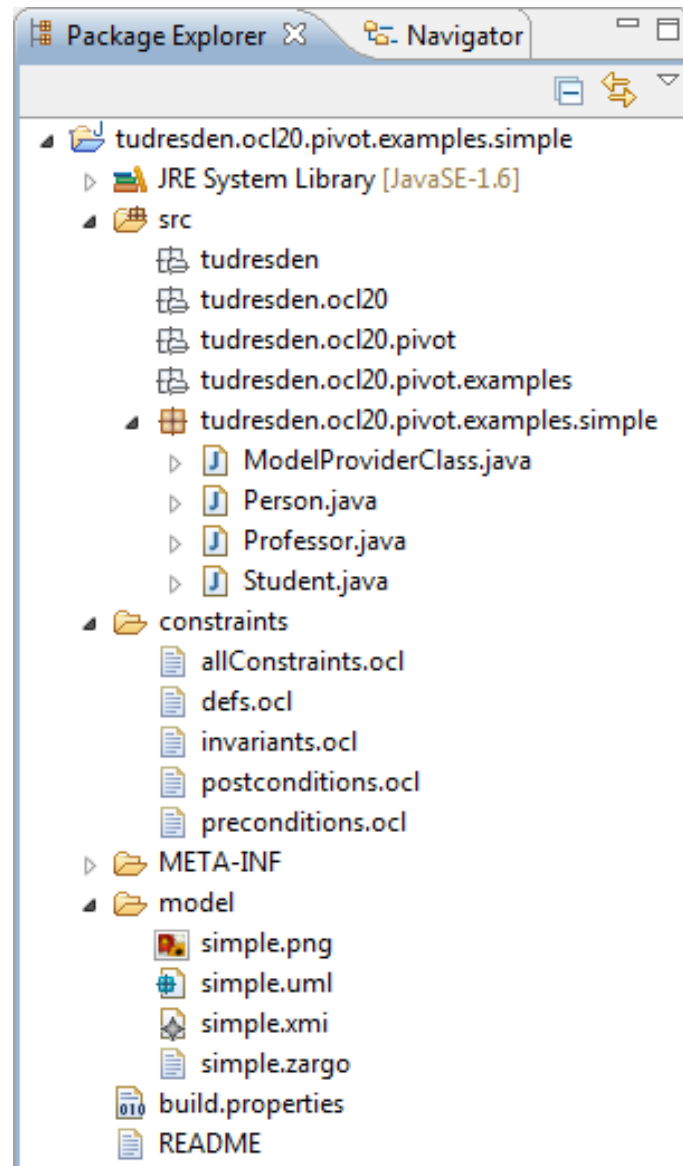 Package Explorer Navigator
tudresden.ocl20.pivot.examples.simple
JRE System Library [JavaSE-1.6]
src
tudresden
tudresden.ocl20
tudresden.ocl20.pivot
tudresden.ocl20.pivot.examples
tudresden.ocl20.pivot.examples.simple
ModelProviderClass.java
Person.java
Professor.java
Student.java
constraints
allConstraints.ocl
defs.ocl
invariants.ocl
postconditions.ocl
preconditions.ocl
META-INF
model
simple.png
simple.uml
simple.xmi
simple.zargo
build.properties
README